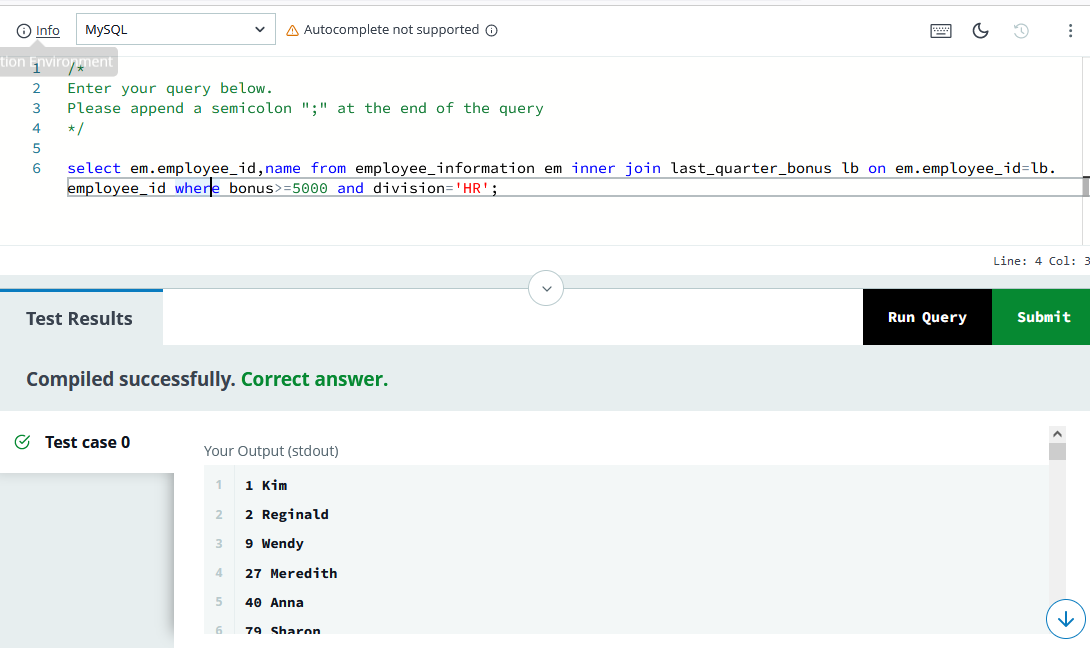 Info
MySQL
Autocomplete not supported
tion Environment
1 /*
2 Enter your query below.
3 Please append a semicolon ";" at the end of the query
4 */
5
6 select em.employee_id,name from employee_information em inner join last_quarter_bonus lb on em.employee_id=lb.
employee_id where bonus>=5000 and division='HR';
Line: 4 Col: 3
Test Results
Run Query
Submit
Compiled successfully. Correct answer.
Test case 0
Your Output (stdout)
1 1 Kim
2 2 Reginald
3 9 Wendy
4 27 Meredith
5 40 Anna
6 79 Sharon